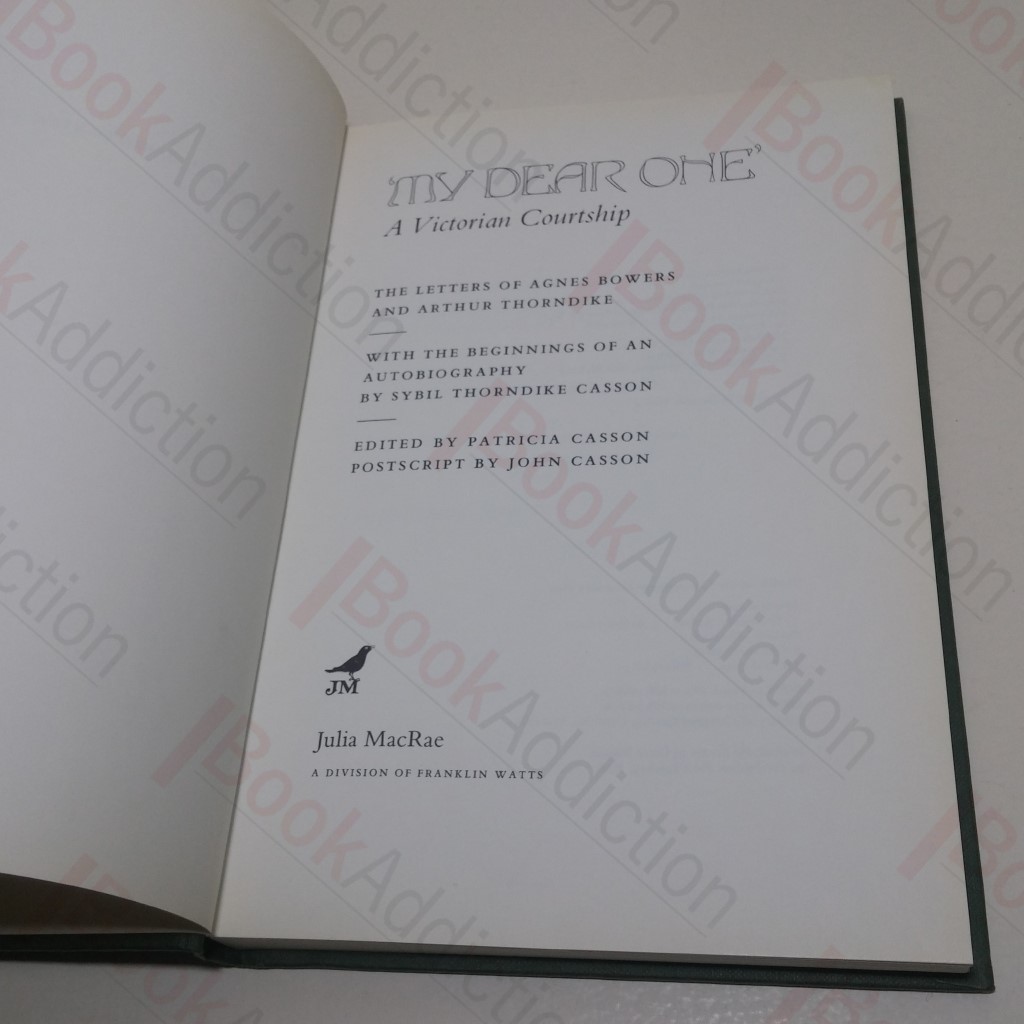 'MY DEAR ONE'
A Victorian Courtship
THE LETTERS OF AGNES BOWERS
AND ARTHUR THORNDIKE
WITH THE BEGINNINGS OF AN
AUTOBIOGRAPHY
BY SYBIL THORNDIKE CASSON
EDITED BY PATRICIA CASSON
POSTSCRIPT BY JOHN CASSON
JM
Julia MacRae
A DIVISION OF FRANKLIN WATTS
BookAddiction